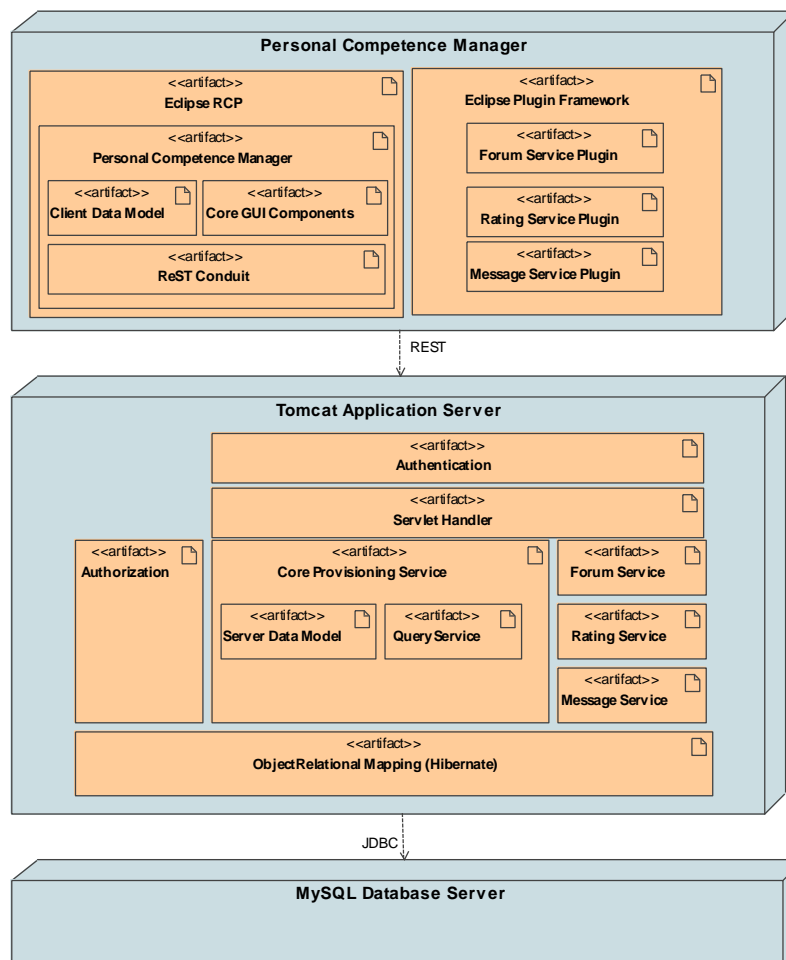 Personal Competence Manager
<<artifact>>
Eclipse RCP
<<artifact>>
Personal Competence Manager
<<artifact>>
Client Data Model
<<artifact>>
Core GUI Components
<<artifact>>
ReST Conduit
<<artifact>>
Eclipse Plugin Framework
<<artifact>>
Forum Service Plugin
<<artifact>>
Rating Service Plugin
<<artifact>>
Message Service Plugin
REST
Tomcat Application Server
<<artifact>>
Authentication
<<artifact>>
Servlet Handler
<<artifact>>
Authorization
<<artifact>>
Core Provisioning Service
<<artifact>>
Server Data Model
<<artifact>>
Query Service
<<artifact>>
Forum Service
<<artifact>>
Rating Service
<<artifact>>
Message Service
<<artifact>>
ObjectRelational Mapping (Hibernate)
JDBC
MySQL Database Server